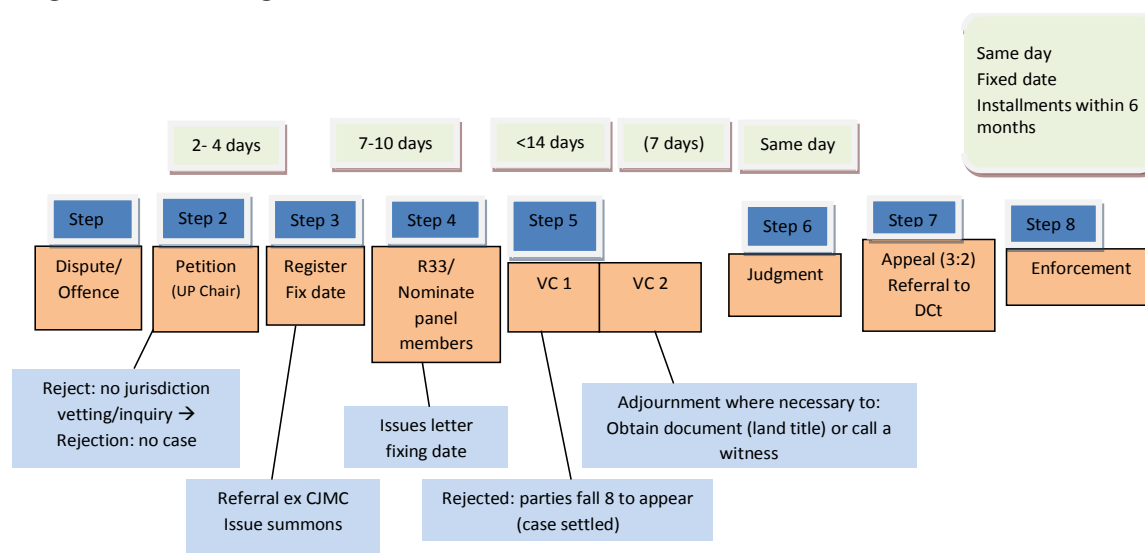 Same day
Fixed date
Installments within 6
months
2- 4 days
7-10 days
<14 days
(7 days)
Same day
Step
Step 2
Step 3
Step 4
Step 5
Step 6
Step 7
Step 8
Dispute/
Offence
Petition
(UP Chair)
Register
Fix date
R33/
Nominate
panel
members
VC 1
VC 2
Judgment
Appeal (3:2)
Referral to
DCt
Enforcement
Reject: no jurisdiction
vetting/inquiry →
Rejection: no case
Issues letter
fixing date
Adjournment where necessary to:
Obtain document (land title) or call a
witness
Referral ex CJMC
Issue summons
Rejected: parties fall 8 to appear
(case settled)